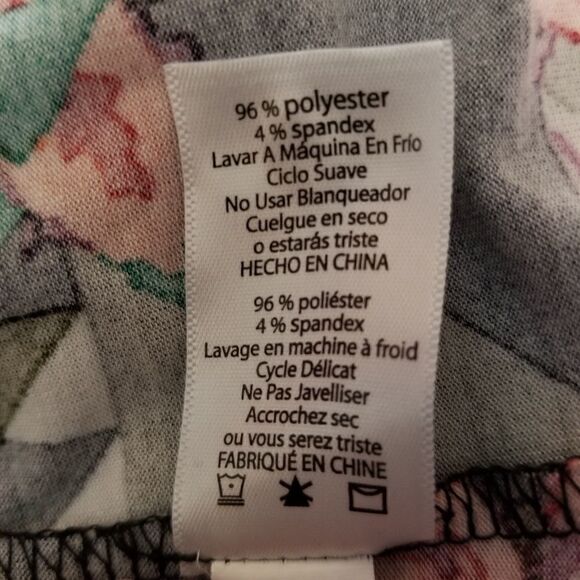 96 % polyester
4 % spandex
Lavar A Máquina En Frío
Ciclo Suave
No Usar Blanqueador
Cuelgue en seco
o estarás triste
HECHO EN CHINA
96 % poliéster
4 % spandex
Lavage en machine à froid
Cycle Délicat
Ne Pas Javelliser
Accrochez sec
ou vous serez triste
FABRIQUÉ EN CHINE